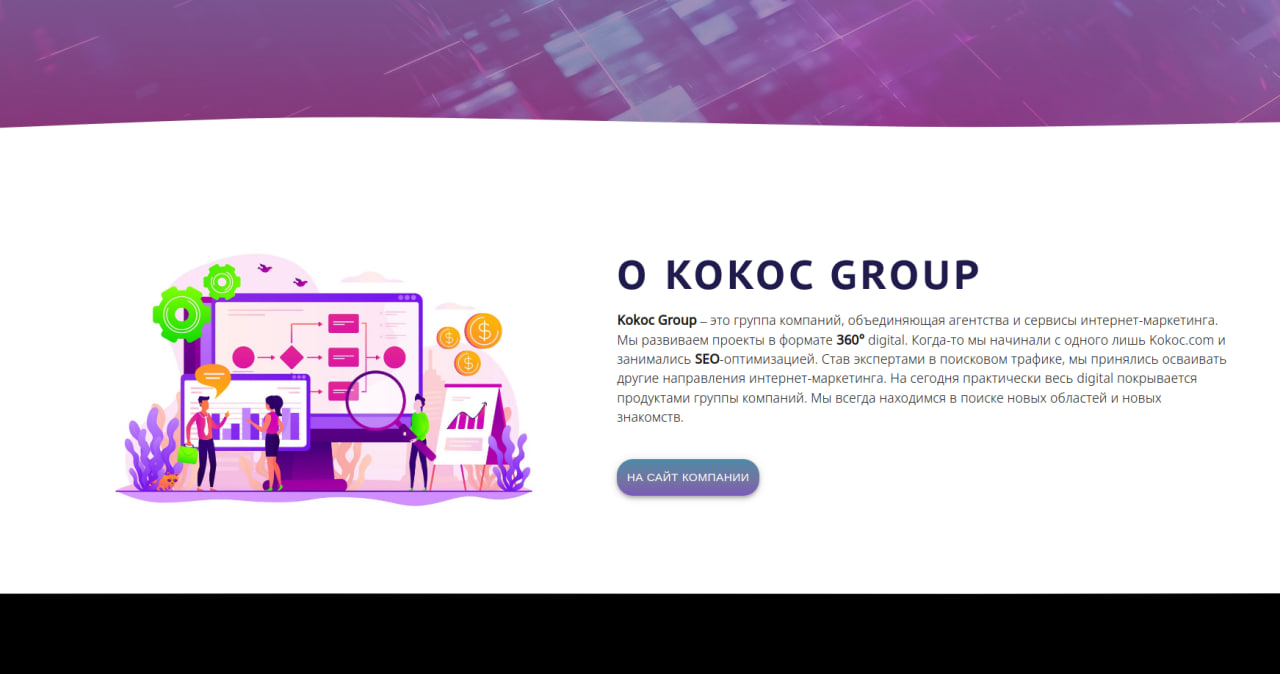 О KOKOC GROUP
Kokoc Group – это группа компаний, объединяющая агентства и сервисы интернет-маркетинга.
Мы развиваем проекты в формате 360° digital. Когда-то мы начинали с одного лишь Kokoc.com и
занимались SEO-оптимизацией. Став экспертами в поисковом трафике, мы принялись осваивать
другие направления интернет-маркетинга. На сегодня практически весь digital покрывается
продуктами группы компаний. Мы всегда находимся в поиске новых областей и новых
знакомств.
НА САЙТ КОМПАНИИ